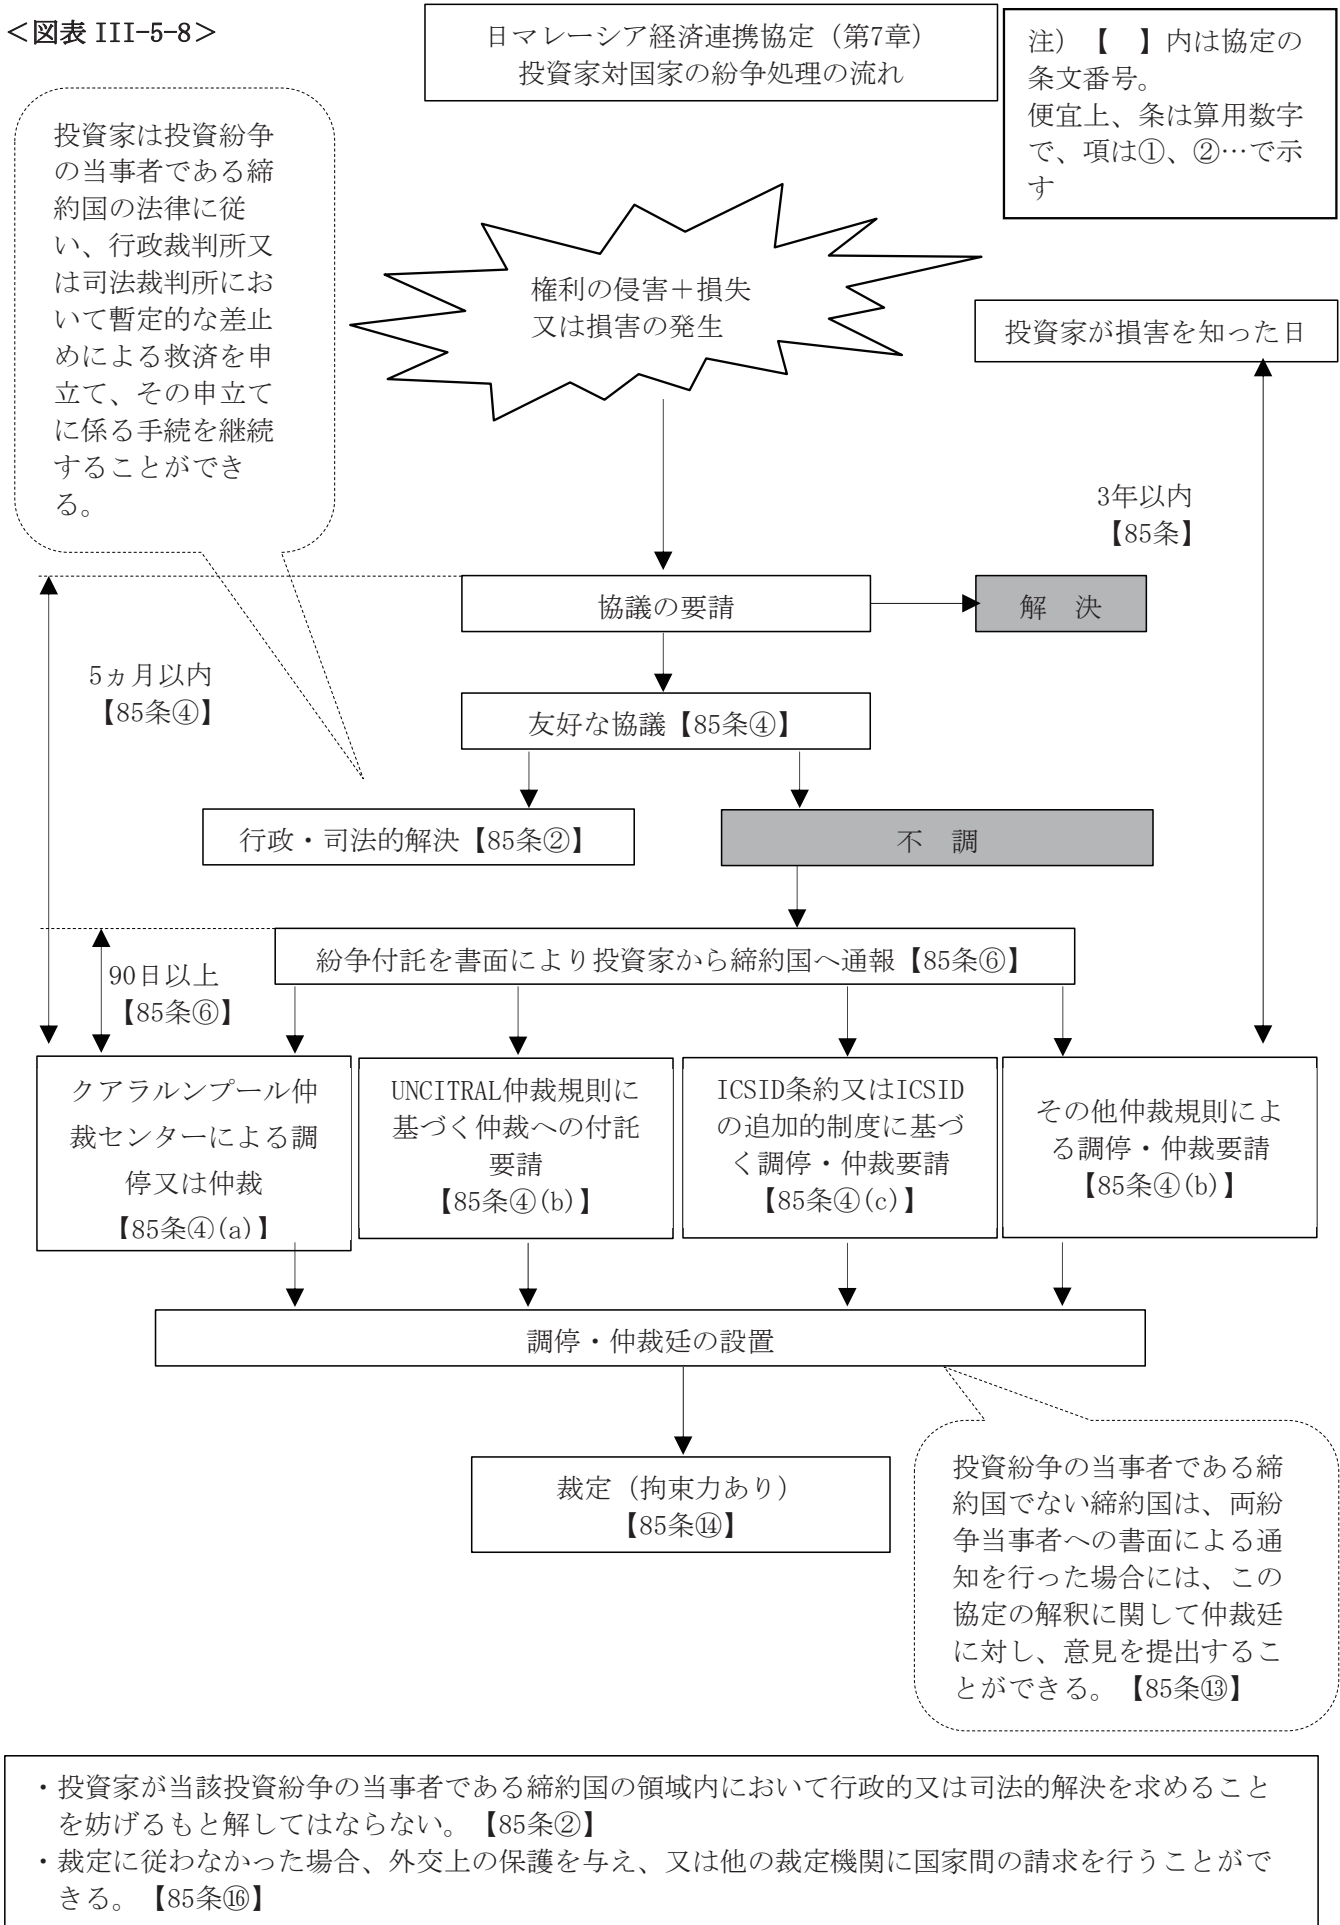 ＜図表 III-5-8＞
日マレーシア経済連携協定（第7章）
投資家対国家の紛争処理の流れ
注）【　】内は協定の
条文番号。
便宜上、条は算用数字
で、項は①、②…で示
す
投資家は投資紛争
の当事者である締
約国の法律に従
い、行政裁判所又
は司法裁判所にお
いて暫定的な差止
めによる救済を申
立て、その申立て
に係る手続を継続
することができ
る。
権利の侵害＋損失
又は損害の発生
投資家が損害を知った日
3年以内
【85条】
協議の要請
解　決
5ヵ月以内
【85条④】
友好な協議【85条④】
行政・司法的解決【85条②】
不　調
紛争付託を書面により投資家から締約国へ通報【85条⑥】
90日以上
【85条⑥】
クアラルンプール仲
裁センターによる調
停又は仲裁
【85条④(a)】
UNCITRAL仲裁規則に
基づく仲裁への付託
要請
【85条④(b)】
ICSID条約又はICSID
の追加的制度に基づ
く調停・仲裁要請
【85条④(c)】
その他仲裁規則によ
る調停・仲裁要請
【85条④(b)】
調停・仲裁廷の設置
裁定（拘束力あり）
【85条⑭】
投資紛争の当事者である締
約国でない締約国は、両紛
争当事者への書面による通
知を行った場合には、この
協定の解釈に関して仲裁廷
に対し、意見を提出するこ
とができる。【85条⑬】
・投資家が当該投資紛争の当事者である締約国の領域内において行政的又は司法的解決を求めること
を妨げるもと解してはならない。【85条②】
・裁定に従わなかった場合、外交上の保護を与え、又は他の裁定機関に国家間の請求を行うことがで
きる。【85条⑯】